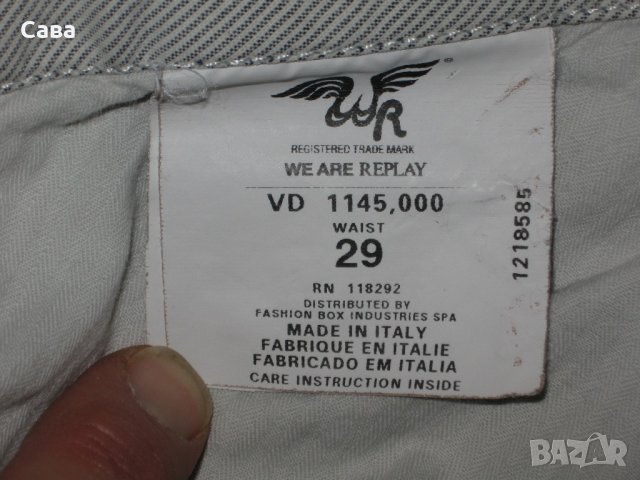 Сава
WR
®
REGISTERED TRADE MARK
WE ARE REPLAY
VD 1145,000
WAIST
29
RN 118292
DISTRIBUTED BY
FASHION BOX INDUSTRIES SPA
MADE IN ITALY
FABRIQUE EN ITALIE
FABRICADO EM ITALIA
CARE INSTRUCTION INSIDE
1218585
BAZAR